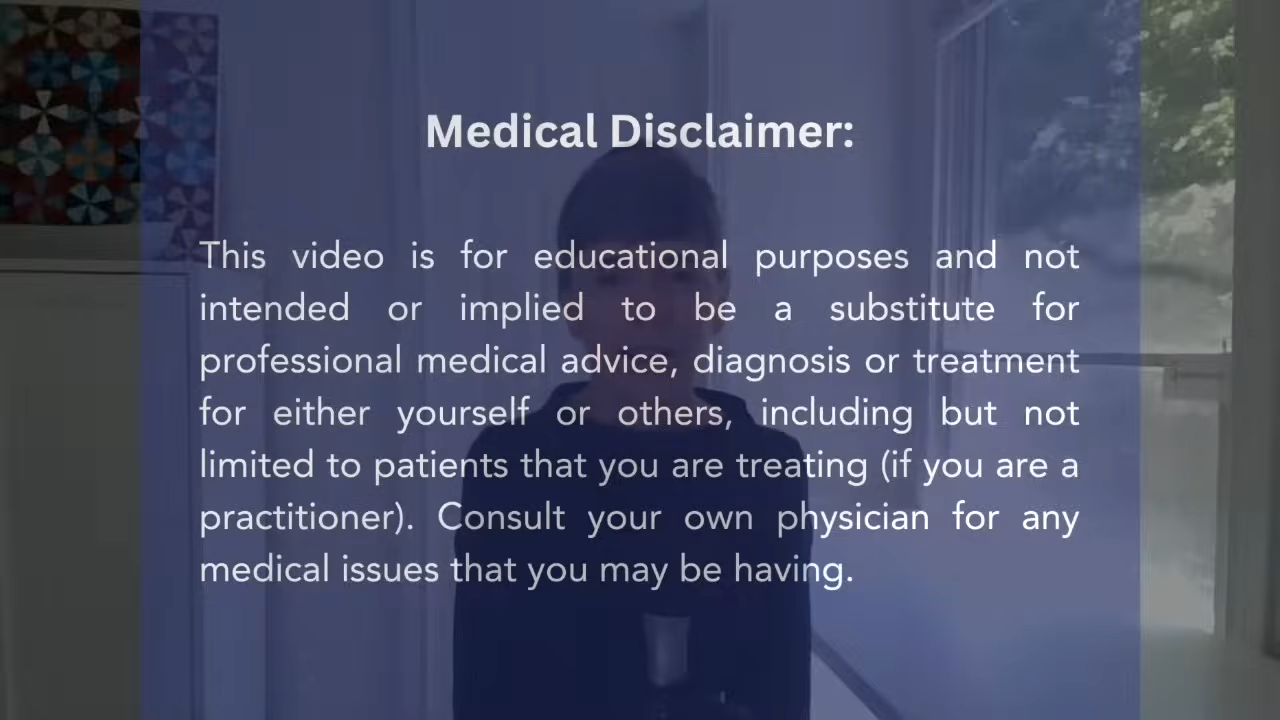 Medical Disclaimer:
This video is for educational purposes and not
intended or implied to be a substitute for
professional medical advice, diagnosis or treatment
for either yourself or others, including but not
limited to patients that you are treating (if you are a
practitioner). Consult your own physician for any
medical issues that you may be having.